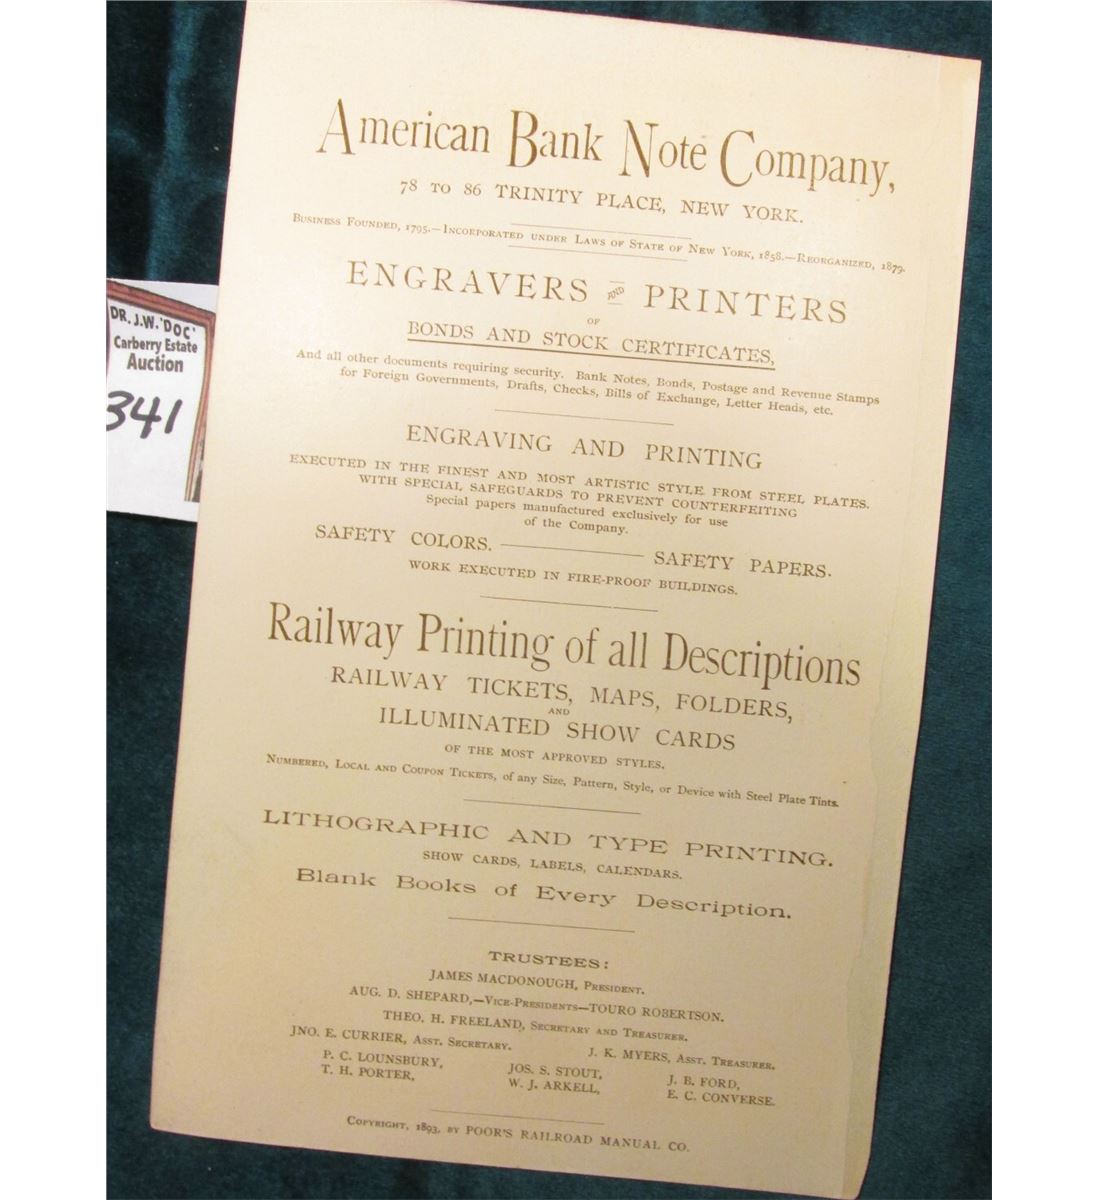 American Bank Note Company,
78 TO 86 TRINITY PLACE, NEW YORK.
BUSINESS FOUNDED, 1795.—INCORPORATED UNDER LAWS OF STATE OF NEW YORK, 1858.—REORGANIZED, 1879.
ENGRAVERS AND PRINTERS
OF
BONDS AND STOCK CERTIFICATES,
And all other documents requiring security. Bank Notes, Bonds, Postage and Revenue Stamps
for Foreign Governments, Drafts, Checks, Bills of Exchange, Letter Heads, etc.
ENGRAVING AND PRINTING
EXECUTED IN THE FINEST AND MOST ARTISTIC STYLE FROM STEEL PLATES.
WITH SPECIAL SAFEGUARDS TO PREVENT COUNTERFEITING
Special papers manufactured exclusively for use
of the Company.
SAFETY COLORS. SAFETY PAPERS.
WORK EXECUTED IN FIRE-PROOF BUILDINGS.
Railway Printing of all Descriptions
RAILWAY TICKETS, MAPS, FOLDERS,
AND
ILLUMINATED SHOW CARDS
OF THE MOST APPROVED STYLES.
NUMBERED, LOCAL AND COUPON TICKETS, of any Size, Pattern, Style, or Device with Steel Plate Tints.
LITHOGRAPHIC AND TYPE PRINTING.
SHOW CARDS, LABELS, CALENDARS.
Blank Books of Every Description.
TRUSTEES:
JAMES MACDONOUGH, PRESIDENT.
AUG. D. SHEPARD,—VICE-PRESIDENTS—TOURO ROBERTSON.
THEO. H. FREELAND, SECRETARY AND TREASURER.
JNO. E. CURRIER, ASST. SECRETARY. J. K. MYERS, ASST. TREASURER.
P. C. LOUNSBURY, JOS. S. STOUT, J. B. FORD,
T. H. PORTER, W. J. ARKELL, E. C. CONVERSE.
COPYRIGHT, 1893, BY POOR'S RAILROAD MANUAL CO.
DR. J.W. 'DOC'
Carberry Estate
Auction
341